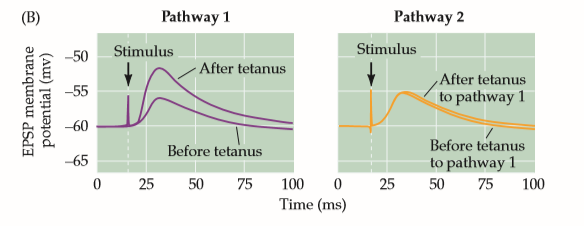 (B)
Pathway 1
Pathway 2
EPSP membrane
potential (mv)
–50
–55
–60
–65
Stimulus
After tetanus
Before tetanus
0 25 50 75 100
Stimulus
After tetanus
to pathway 1
Before tetanus
to pathway 1
0 25 50 75 100
Time (ms)